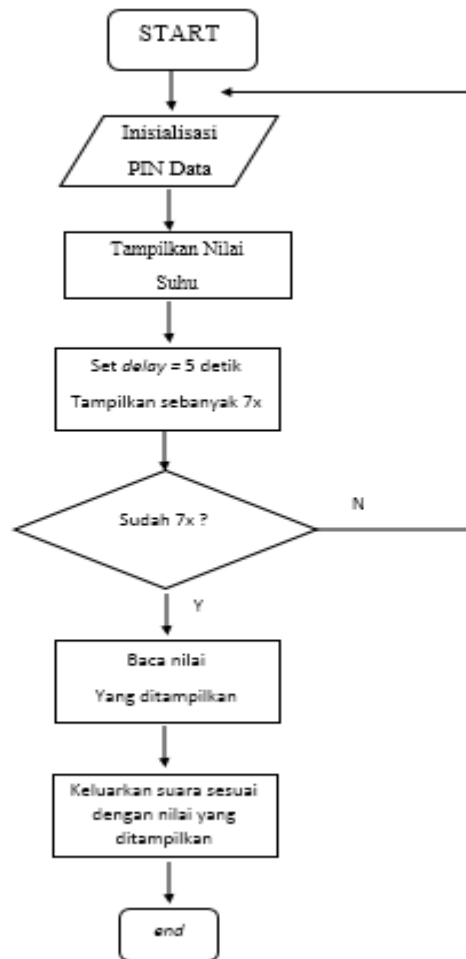 START
Inisialisasi
PIN Data
Tampilkan Nilai
Suhu
Set delay = 5 detik
Tampilkan sebanyak 7x
Sudah 7x ?
N
Y
Baca nilai
Yang ditampilkan
Keluarkan suara sesuai
dengan nilai yang
ditampilkan
end